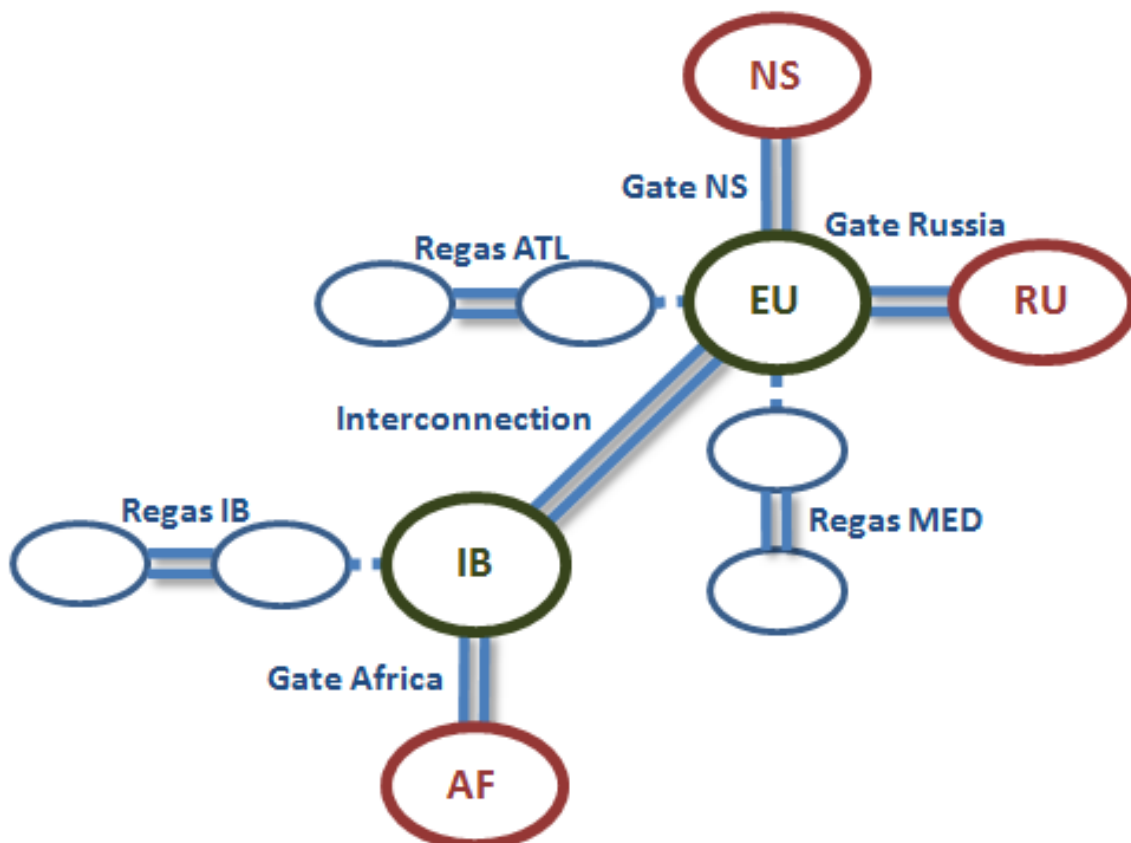 NS
Gate NS
Gate Russia
Regas ATL
EU
RU
Interconnection
Regas IB
Regas MED
IB
Gate Africa
AF